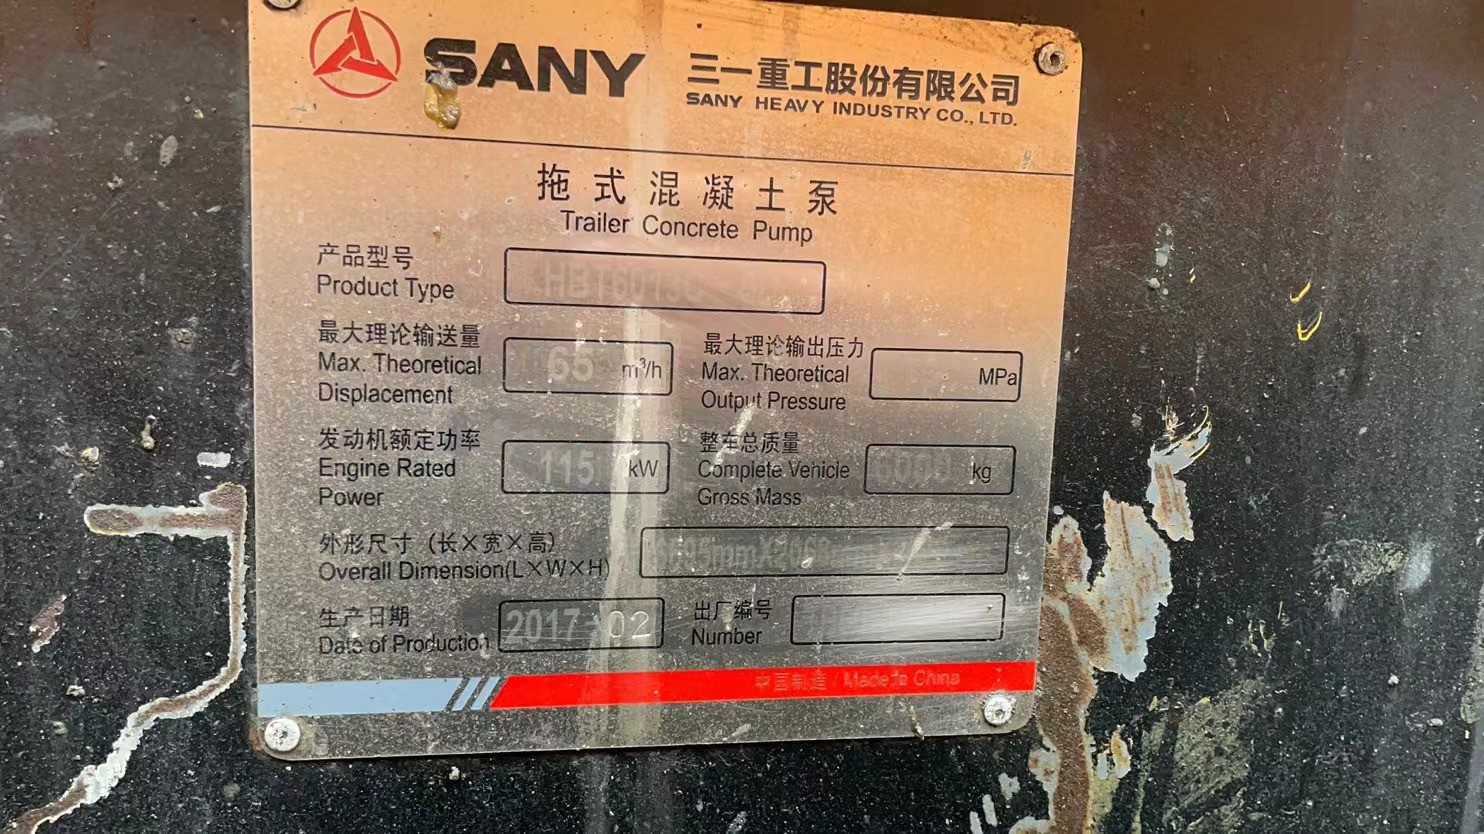 SANY 三一重工股份有限公司
SANY HEAVY INDUSTRY CO., LTD.
拖式混凝土泵
Trailer Concrete Pump
产品型号
Product Type
最大理论输送量
Max. Theoretical
Displacement
65 m³/h
最大理论输出压力
Max. Theoretical
Output Pressure
MPa
发动机额定功率
Engine Rated
Power
115 kW
整车总质量
Complete Vehicle
Gross Mass
6000 kg
外形尺寸（长×宽×高）
Overall Dimension(L×W×H)
生产日期
Date of Production
2017 02
出厂编号
Number
中国制造 / Made in China